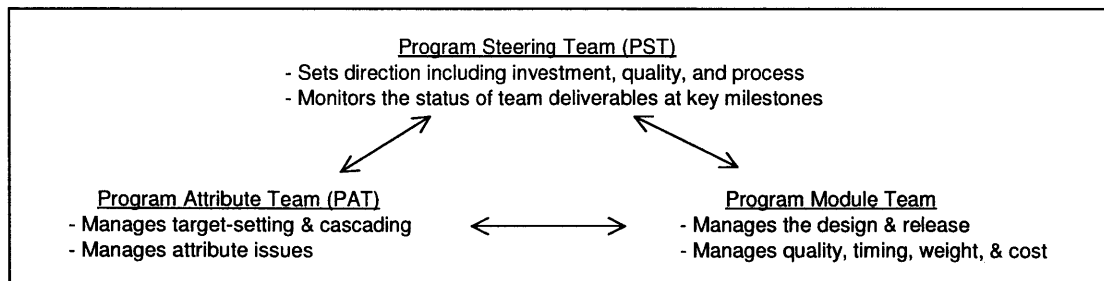 Program Steering Team (PST)
- Sets direction including investment, quality, and process
- Monitors the status of team deliverables at key milestones
Program Attribute Team (PAT)
- Manages target-setting & cascading
- Manages attribute issues
Program Module Team
- Manages the design & release
- Manages quality, timing, weight, & cost